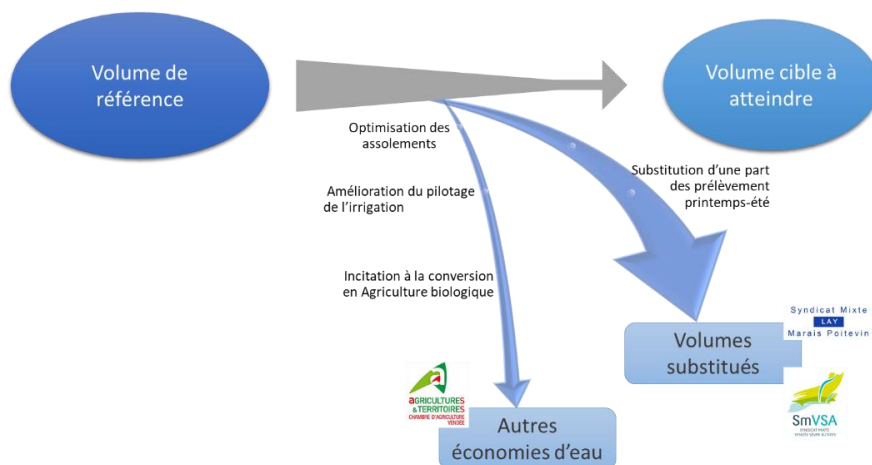 Volume de
référence
Volume cible à
atteindre
Optimisation des
assolements
Substitution d'une part
des prélèvement
printemps-été
Amélioration du pilotage
de l'irrigation
Incitation à la conversion
en Agriculture biologique
Syndicat Mixte
LAY
Marais Poitevin
Volumes
substitués
AGRICULTURES
& TERRITOIRES
CHAMBRE D'AGRICULTURE
VENDÉE
SmVSA
Autres
économies d'eau